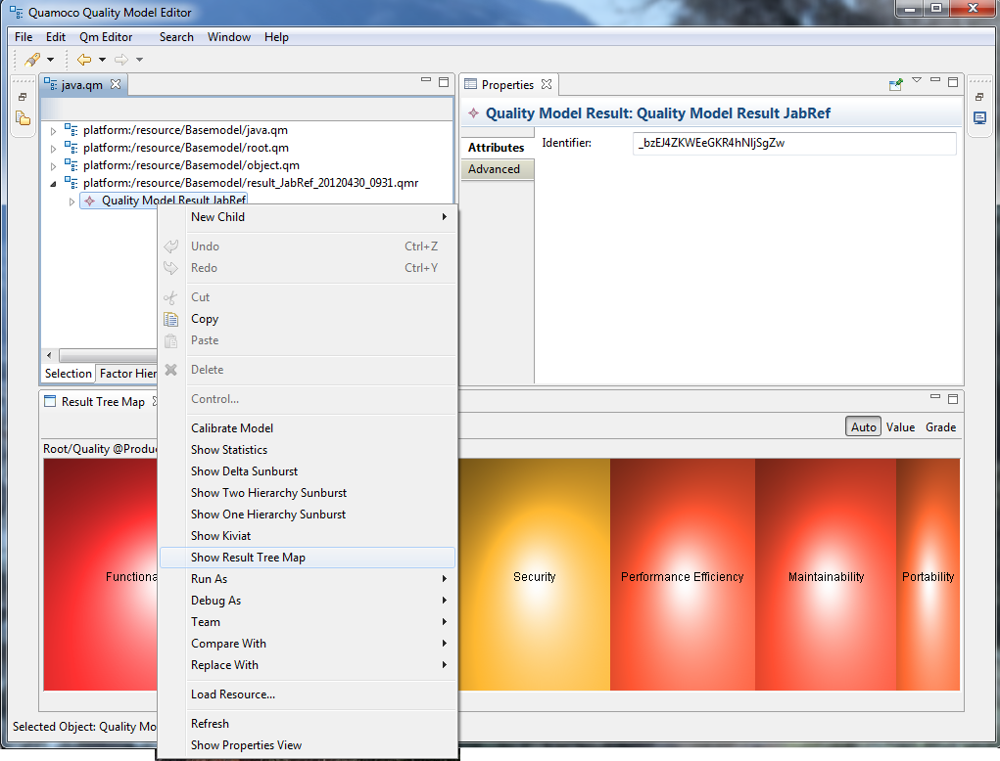 Quamoco Quality Model Editor
File Edit Qm Editor Search Window Help
java.qm
platform:/resource/Basemodel/java.qm
platform:/resource/Basemodel/root.qm
platform:/resource/Basemodel/object.qm
platform:/resource/Basemodel/result_JabRef_20120430_0931.qmr
Quality Model Result JabRef
Selection Factor Hier
Properties
Quality Model Result: Quality Model Result JabRef
Attributes
Advanced
Identifier: _bzEJ4ZKWEeGKR4hNIjSgZw
New Child
Undo Ctrl+Z
Redo Ctrl+Y
Cut
Copy
Paste
Delete
Control...
Calibrate Model
Show Statistics
Show Delta Sunburst
Show Two Hierarchy Sunburst
Show One Hierarchy Sunburst
Show Kiviat
Show Result Tree Map
Run As
Debug As
Team
Compare With
Replace With
Load Resource...
Refresh
Show Properties View
Result Tree Map
Auto Value Grade
Root/Quality @Produ
Functiona
Security
Performance Efficiency
Maintainability
Portability
Selected Object: Quality Mo